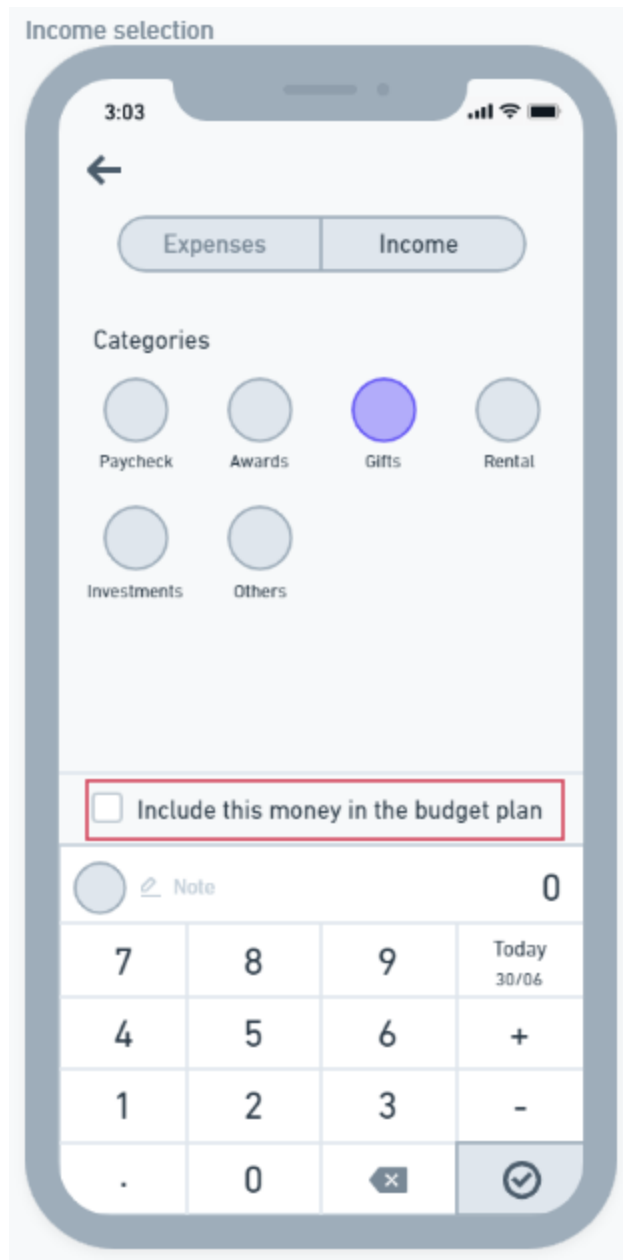 Income selection
3:03
Expenses Income
Categories
Paycheck Awards Gifts Rental
Investments Others
Include this money in the budget plan
Note 0
7 8 9 Today
30/06
4 5 6 +
1 2 3 -
. 0